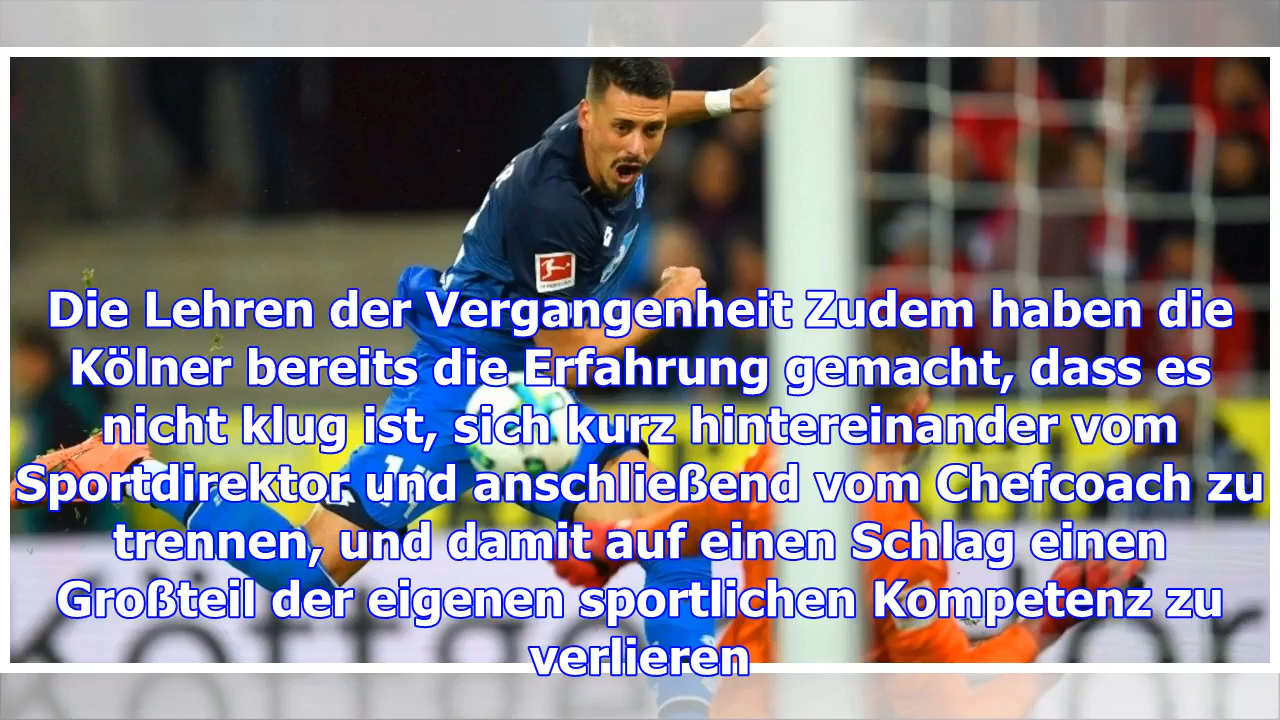 Die Lehren der Vergangenheit Zudem haben die
Kölner bereits die Erfahrung gemacht, dass es
nicht klug ist, sich kurz hintereinander vom
Sportdirektor und anschließend vom Chefcoach zu
trennen, und damit auf einen Schlag einen
Großteil der eigenen sportlichen Kompetenz zu
verlieren